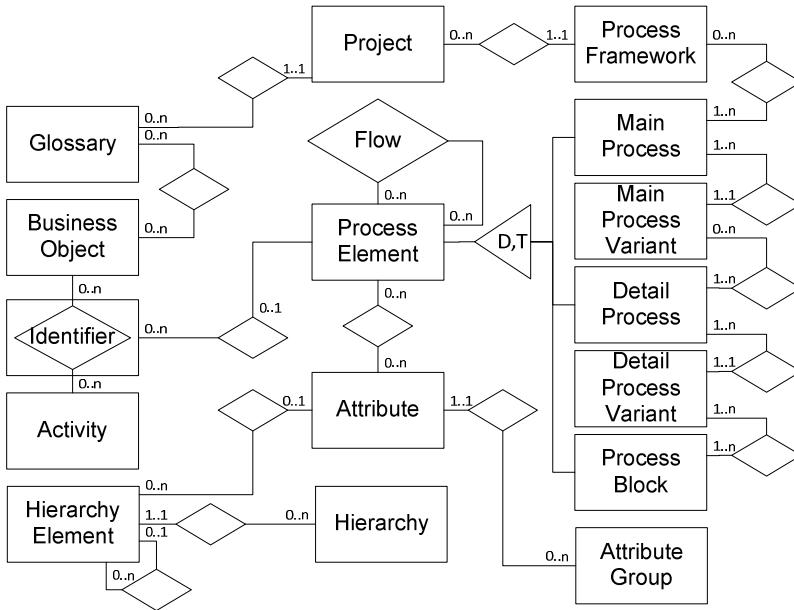 Project
0..n
1..1
Process
Framework
0..n
1..1
0..n
0..n
Glossary
Flow
1..n
Main
Process
1..n
0..n
0..n
Business
Object
0..n
Process
Element
D,T
Main
Process
Variant
1..1
0..n
0..n
0..1
0..n
Detail
Process
1..n
1..n
Identifier
0..n
0..n
Activity
0..n
0..1
Attribute
1..1
Detail
Process
Variant
1..1
1..n
Process
Block
1..n
Hierarchy
Element
0..n
1..1
0..1
0..n
0..n
Hierarchy
0..n
Attribute
Group